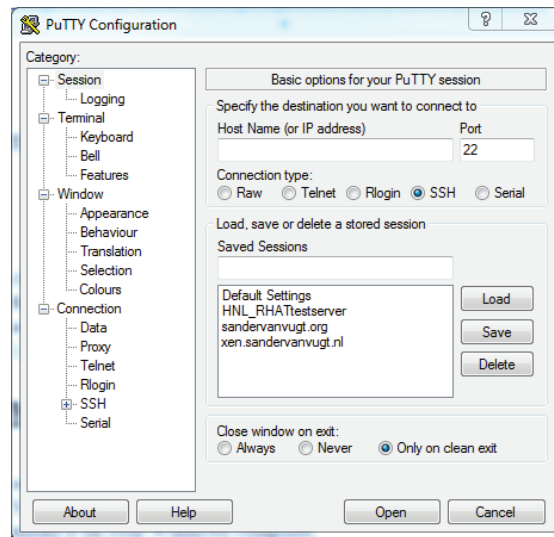 PuTTY Configuration
Category:
Session
Logging
Terminal
Keyboard
Bell
Features
Window
Appearance
Behaviour
Translation
Selection
Colours
Connection
Data
Proxy
Telnet
Rlogin
SSH
Serial
Basic options for your PuTTY session
Specify the destination you want to connect to
Host Name (or IP address) Port
22
Connection type:
Raw Telnet Rlogin SSH Serial
Load, save or delete a stored session
Saved Sessions
Default Settings
HNL_RHATtestserver
sandervanvugt.org
xen.sandervanvugt.nl
Load
Save
Delete
Close window on exit:
Always Never Only on clean exit
About Help Open Cancel